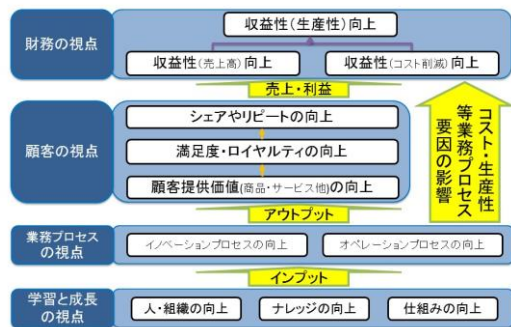 財務の視点
収益性(生産性)向上
収益性(売上高)向上
収益性(コスト削減)向上
売上・利益
顧客の視点
シェアやリピートの向上
満足度・ロイヤルティの向上
顧客提供価値(商品・サービス他)の向上
コスト・生産性
等業務プロセス
要因の影響
アウトプット
業務プロセス
の視点
イノベーションプロセスの向上
オペレーションプロセスの向上
インプット
学習と成長
の視点
人・組織の向上
ナレッジの向上
仕組みの向上